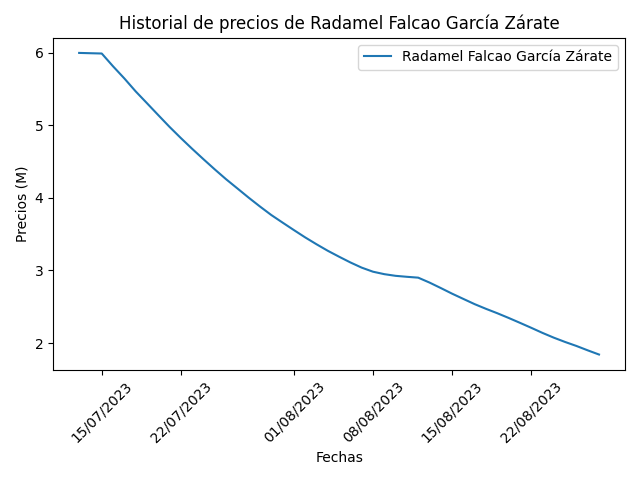 Historial de precios de Radamel Falcao García Zárate
Radamel Falcao García Zárate
Precios (M)
6
5
4
3
2
15/07/2023
22/07/2023
01/08/2023
08/08/2023
15/08/2023
22/08/2023
Fechas